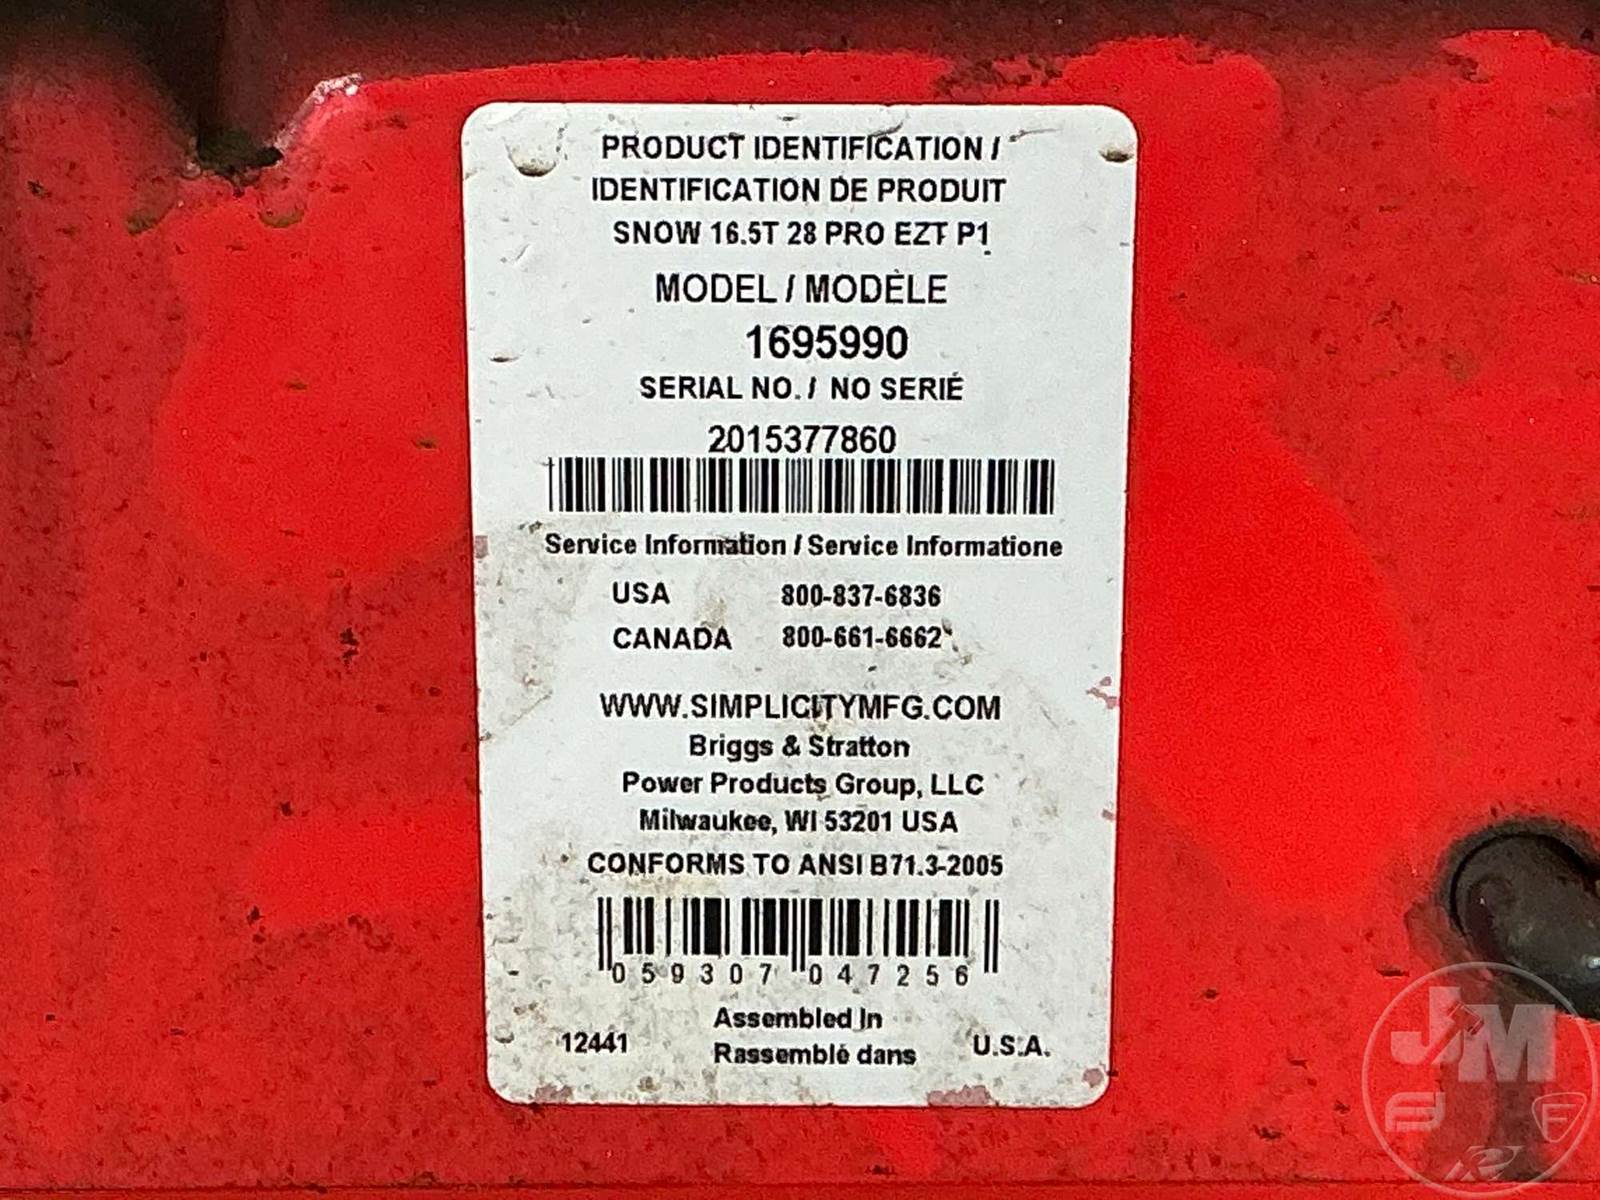 PRODUCT IDENTIFICATION /
IDENTIFICATION DE PRODUIT
SNOW 16.5T 28 PRO EZT P1
MODEL / MODÈLE
1695990
SERIAL NO. / NO SERIÉ
2015377860
Service Information / Service Informatione
USA 800-837-6836
CANADA 800-661-6662
WWW.SIMPLICITYMFG.COM
Briggs & Stratton
Power Products Group, LLC
Milwaukee, WI 53201 USA
CONFORMS TO ANSI B71.3-2005
0 59307 04725 6
Assembled In
12441 Rassemblé dans U.S.A.
JM